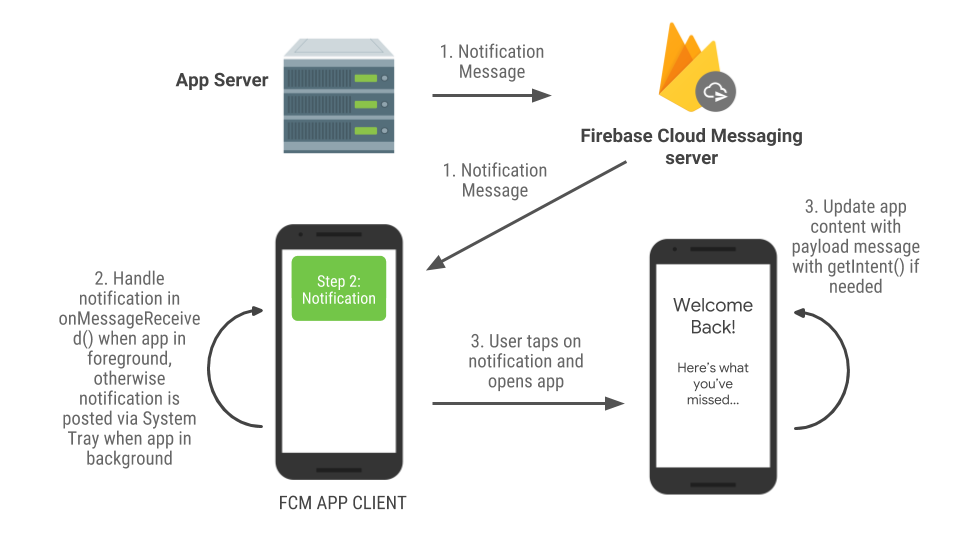 App Server
1. Notification
Message
Firebase Cloud Messaging
server
1. Notification
Message
2. Handle
notification in
onMessageReceive
d() when app in
foreground,
otherwise
notification is
posted via System
Tray when app in
background
Step 2:
Notification
FCM APP CLIENT
3. User taps on
notification and
opens app
Welcome
Back!
Here's what
you've
missed...
3. Update app
content with
payload message
with getIntent() if
needed